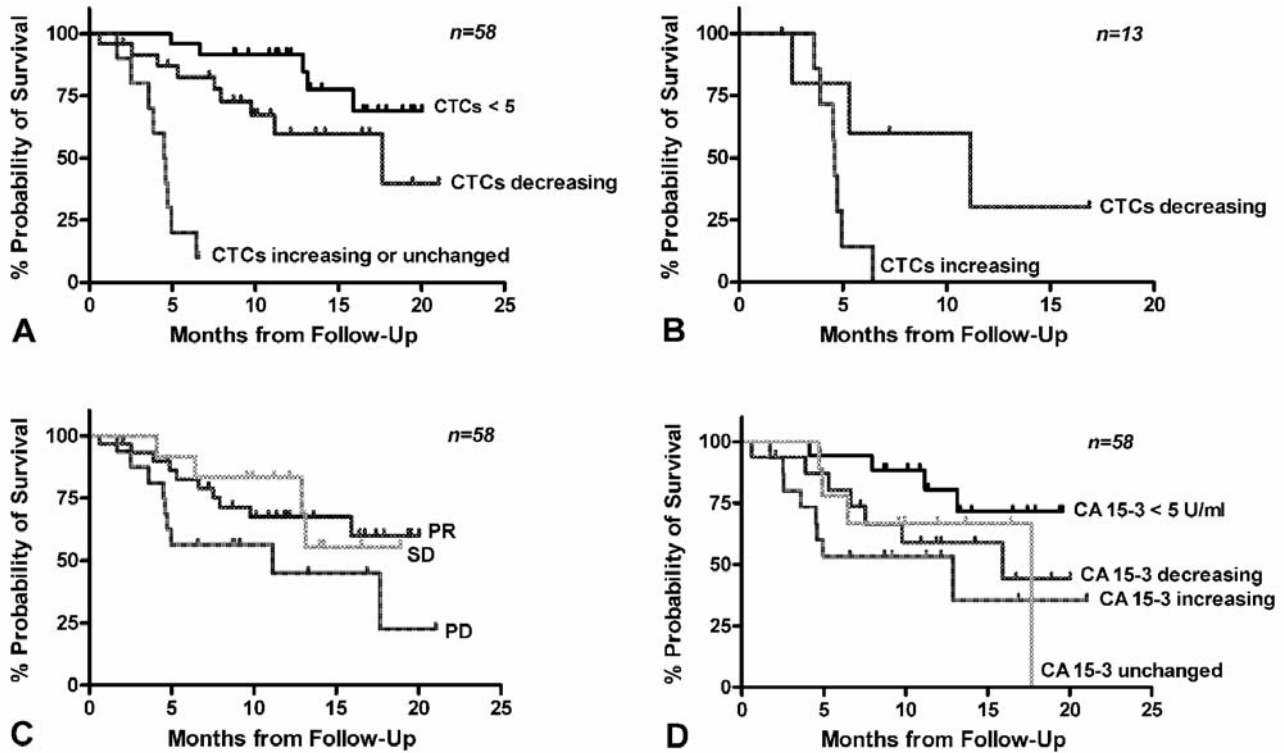 % Probability of Survival
100
75
50
25
0
n=58
CTCs < 5
CTCs decreasing
CTCs increasing or unchanged
0 5 10 15 20 25
Months from Follow-Up
A
% Probability of Survival
100
75
50
25
0
n=13
CTCs decreasing
CTCs increasing
0 5 10 15 20
Months from Follow-Up
B
% Probability of Survival
100
75
50
25
0
n=58
PR
SD
PD
0 5 10 15 20 25
Months from Follow-Up
C
% Probability of Survival
100
75
50
25
0
n=58
CA 15-3 < 5 U/ml
CA 15-3 decreasing
CA 15-3 increasing
CA 15-3 unchanged
0 5 10 15 20 25
Months from Follow-Up
D